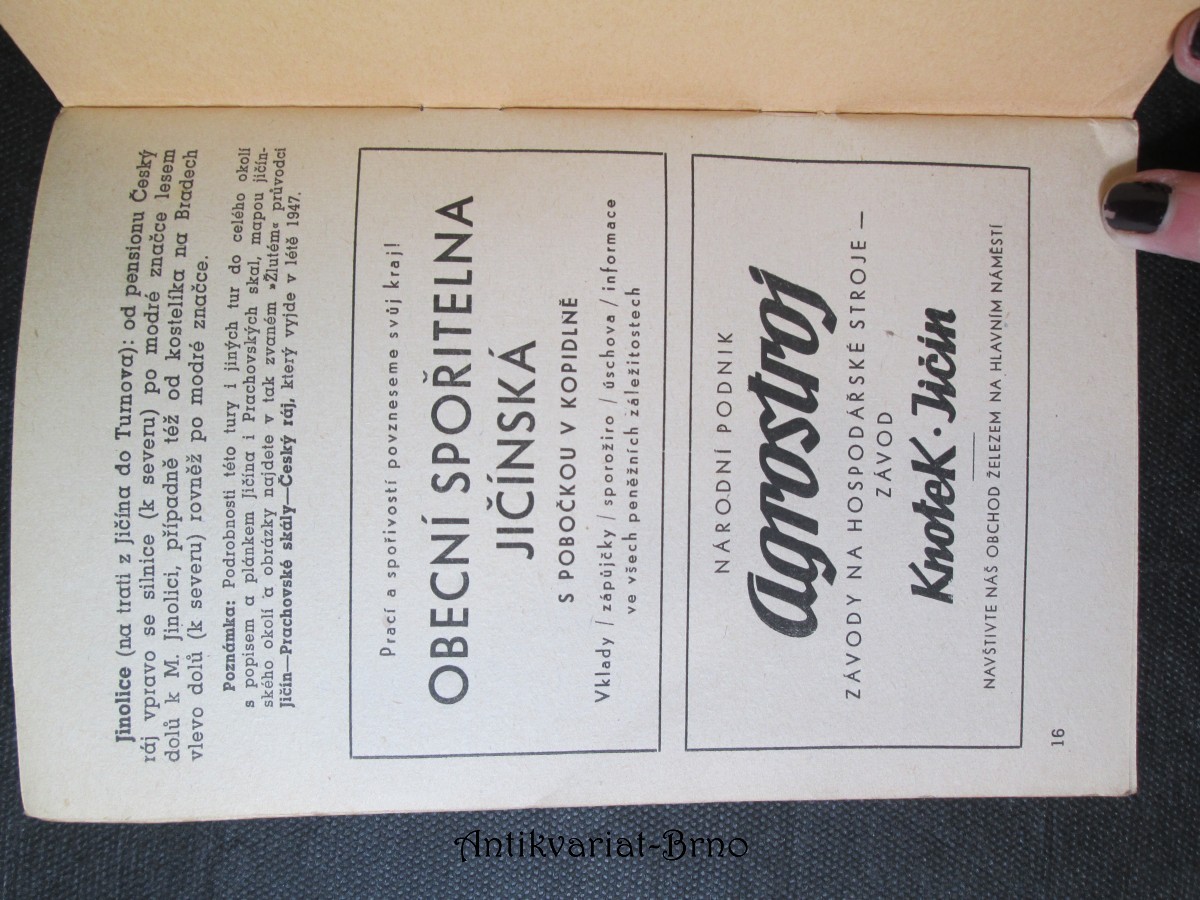 Jinolice (na trati z Jičína do Turnova): od pensionu Český
ráj vpravo se silnice (k severu) po modré značce lesem
dolů k M. Jinolici, případně též od kostelíka na Bradech
vlevo dolů (k severu) rovněž po modré značce.
Poznámka: Podrobnosti této tury i jiných tur do celého okolí
s popisem a plánkem Jičína i Prachovských skal, mapou jičín-
ského okolí a obrázky najdete v tak zvaném »Žlutém« průvodci
Jičín—Prachovské skály—Český ráj, který vyjde v létě 1947.
Prací a spořivostí povzneseme svůj kraj!
OBECNÍ SPOŘITELNA
JIČÍNSKÁ
S POBOČKOU V KOPIDLNĚ
Vklady / zápůjčky / sporožiro / úschova / informace
ve všech peněžních záležitostech
NÁRODNÍ PODNIK
Agrostroj
ZÁVODY NA HOSPODÁŘSKÉ STROJE —
ZÁVOD
Knotek · Jičín
NAVŠTIVTE NÁŠ OBCHOD ŽELEZEM NA HLAVNÍM NÁMĚSTÍ
16
Antikvariat-Brno